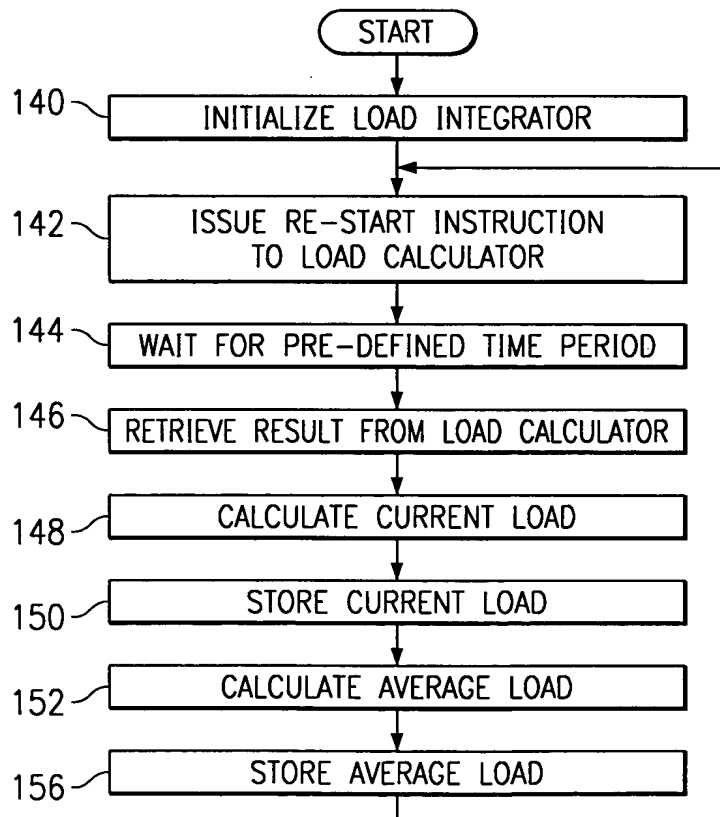 START
140
INITIALIZE LOAD INTEGRATOR
142
ISSUE RE-START INSTRUCTION
TO LOAD CALCULATOR
144
WAIT FOR PRE-DEFINED TIME PERIOD
146
RETRIEVE RESULT FROM LOAD CALCULATOR
148
CALCULATE CURRENT LOAD
150
STORE CURRENT LOAD
152
CALCULATE AVERAGE LOAD
156
STORE AVERAGE LOAD